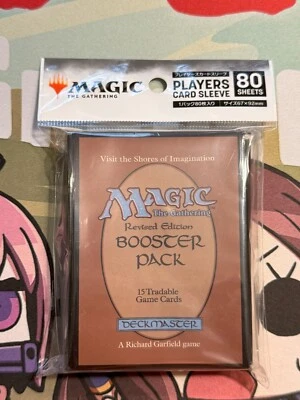 MAGIC
THE GATHERING
プレイヤーズカードスリーブ
PLAYERS
CARD SLEEVE
80
SHEETS
1パック80枚入り
サイズ67×92mm
Visit the Shores of Imagination
MAGIC
The Gathering
Revised Edition
BOOSTER
PACK
15 Tradable
Game Cards
DECKMASTER
A Richard Garfield game